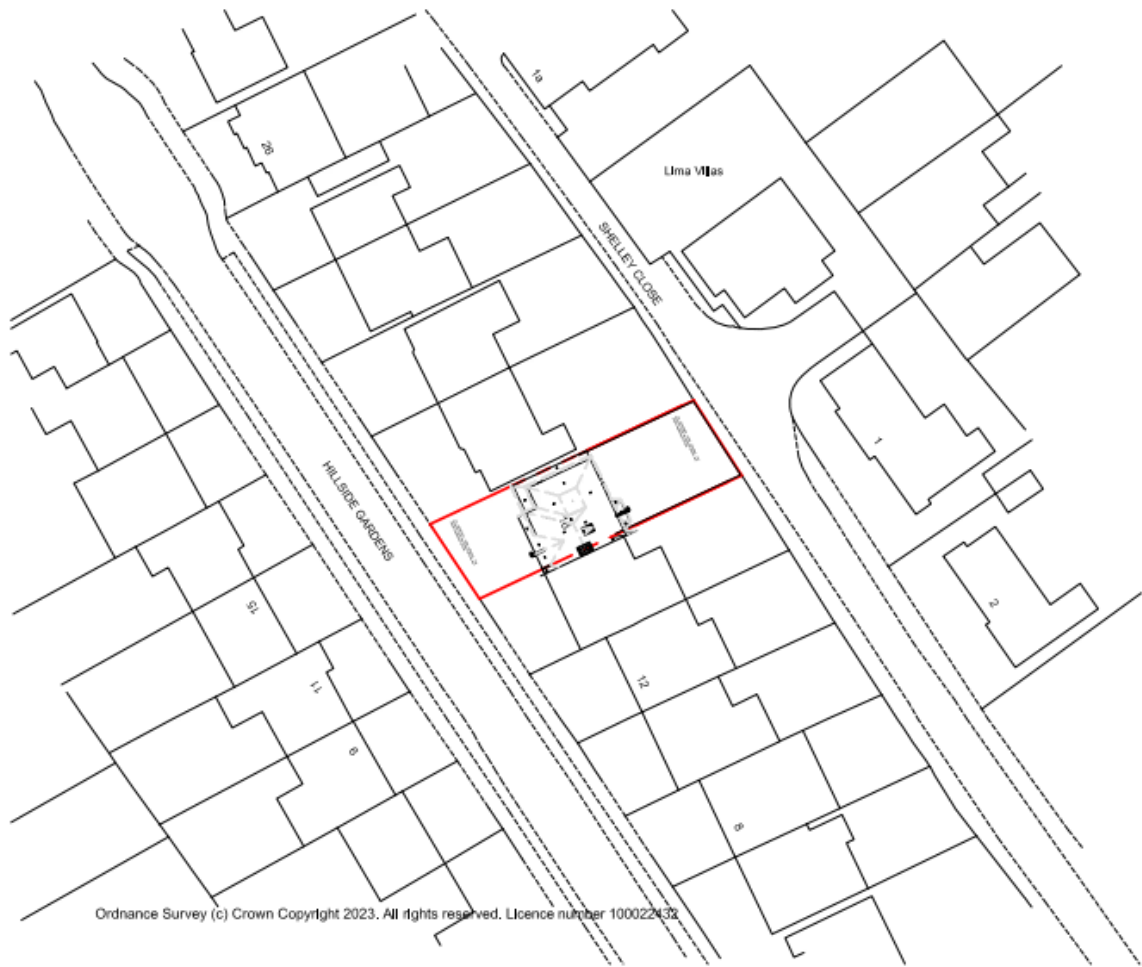 1a
26
Lima Villas
SHELLEY CLOSE
HILLSIDE GARDENS
1
15
2
11
12
9
8
Ordnance Survey (c) Crown Copyright 2023. All rights reserved. Licence number 100022432